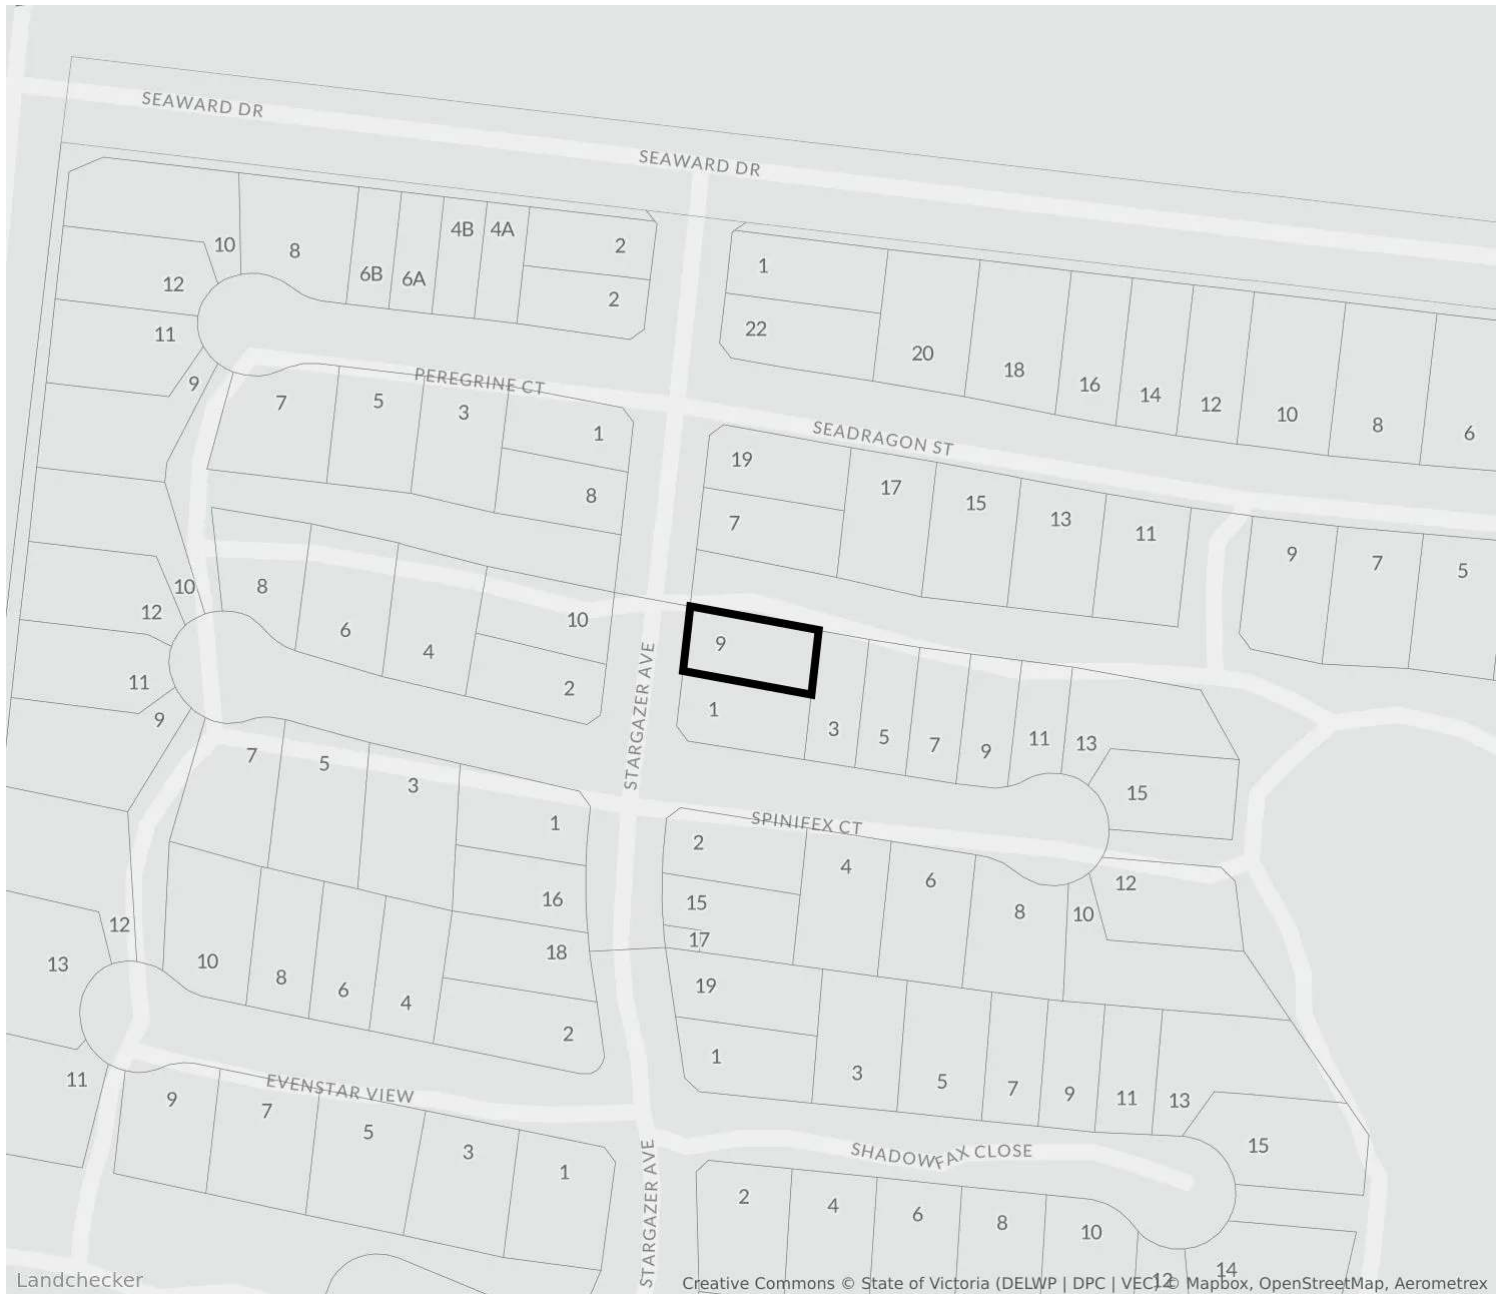 SEAWARD DR
SEAWARD DR
4B 4A 2
10 8 6B 6A 2
12
11
9
1
22 20 18 16 14 12 10 8 6
PEREGRINE CT
7 5 3 1
8
SEADRAGON ST
19 17 15 13 11
7
9 7 5
10 8 6 4 10
12
2
11
9
STARGAZER AVE
9
1 3 5 7 9 11 13
15
7 5 3 1
16
18
SPINIFEX CT
2 4 6 8 10 12
15
17
19
12
13
10 8 6 4 2
1 3 5 7 9 11 13
15
EVENSTAR VIEW
11
9 7 5 3 1
STARGAZER AVE
SHADOWFAX CLOSE
2 4 6 8 10
12 14
Landchecker
Creative Commons © State of Victoria (DELWP | DPC | VEC) © Mapbox, OpenStreetMap, Aerometrex